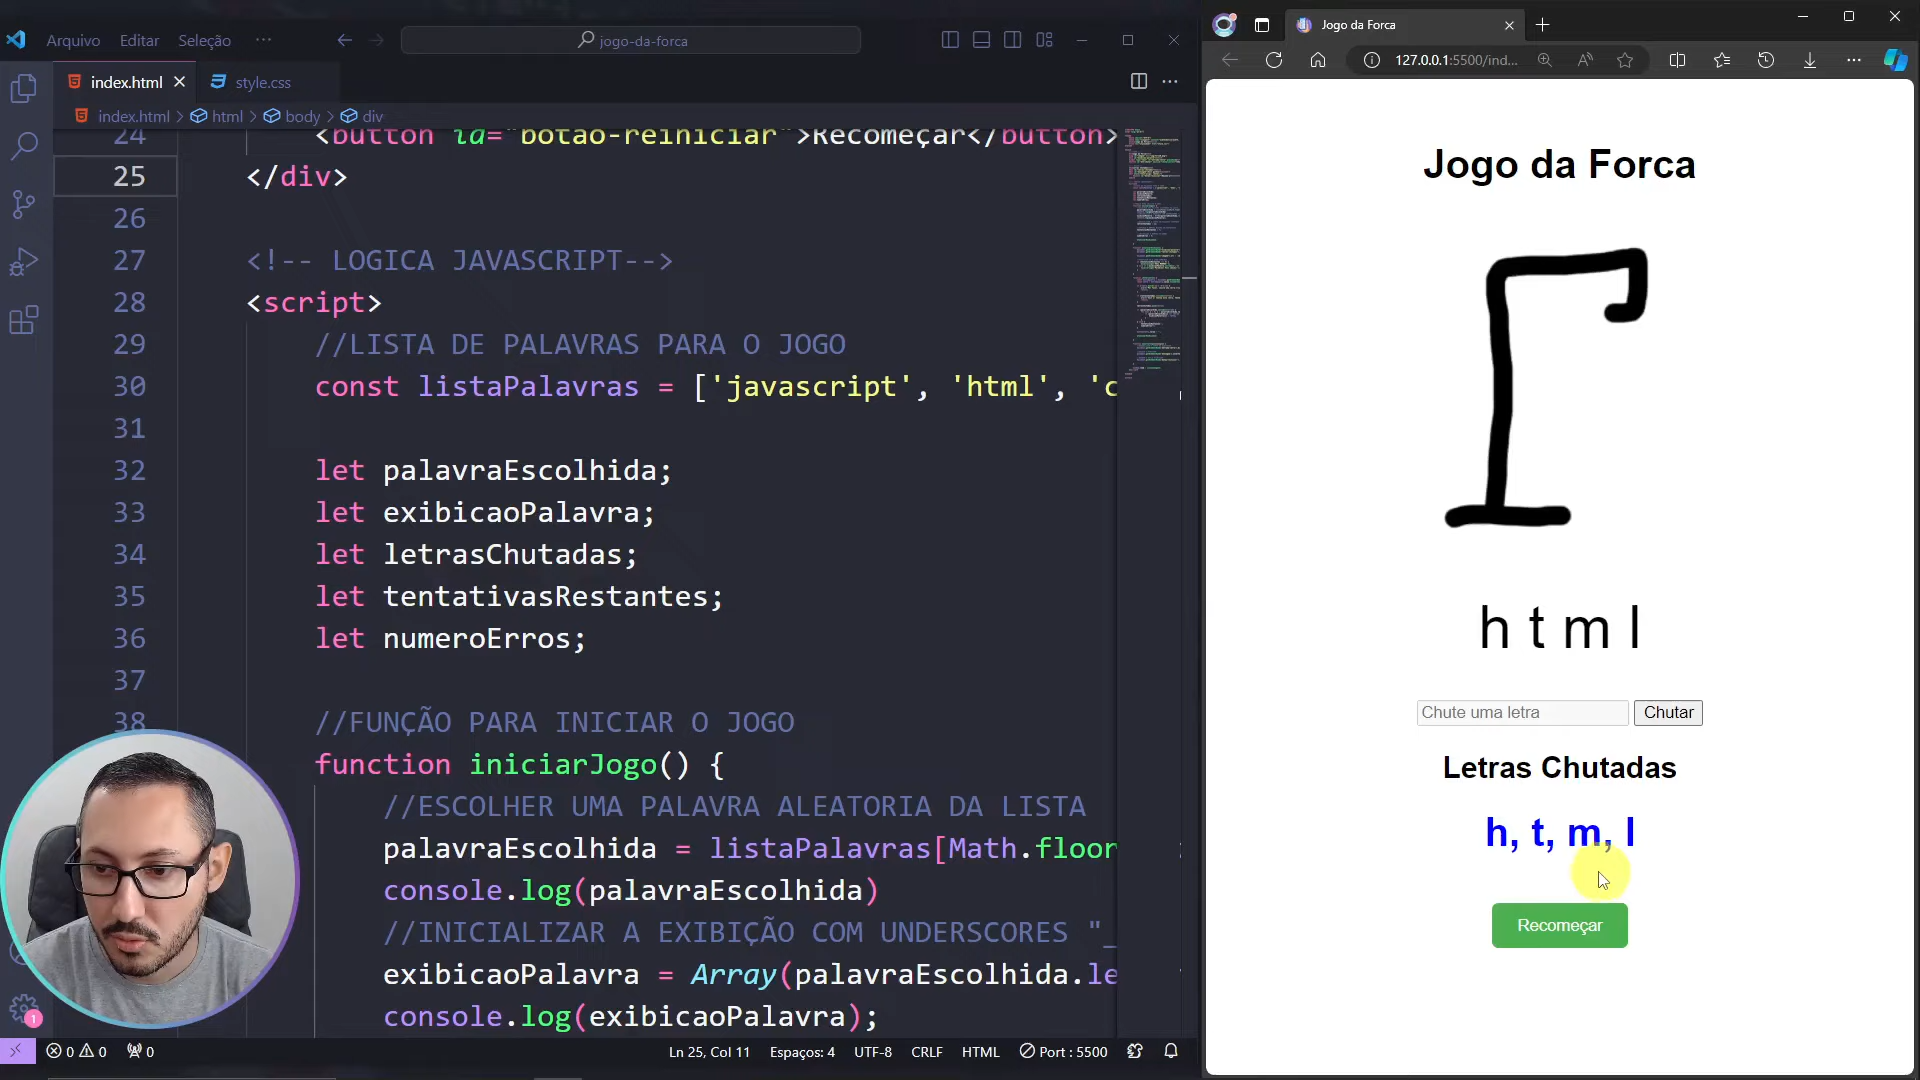 Arquivo Editar Seleção ···
jogo-da-forca
index.html
style.css
index.html > html > body > div
24 <button id="botao-reiniciar">Recomeçar</button>
25 </div>
26
27 <!-- LOGICA JAVASCRIPT-->
28 <script>
29 //LISTA DE PALAVRAS PARA O JOGO
30 const listaPalavras = ['javascript', 'html', 'c
31
32 let palavraEscolhida;
33 let exibicaoPalavra;
34 let letrasChutadas;
35 let tentativasRestantes;
36 let numeroErros;
37
38 //FUNÇÃO PARA INICIAR O JOGO
function iniciarJogo() {
//ESCOLHER UMA PALAVRA ALEATORIA DA LISTA
palavraEscolhida = listaPalavras[Math.floor
console.log(palavraEscolhida)
//INICIALIZAR A EXIBIÇÃO COM UNDERSCORES "_
exibicaoPalavra = Array(palavraEscolhida.le
console.log(exibicaoPalavra);
1
0 0 0
Ln 25, Col 11 Espaços: 4 UTF-8 CRLF HTML Port : 5500
Jogo da Forca
127.0.0.1:5500/ind...
Jogo da Forca
h t m l
Chute uma letra Chutar
Letras Chutadas
h, t, m, l
Recomeçar